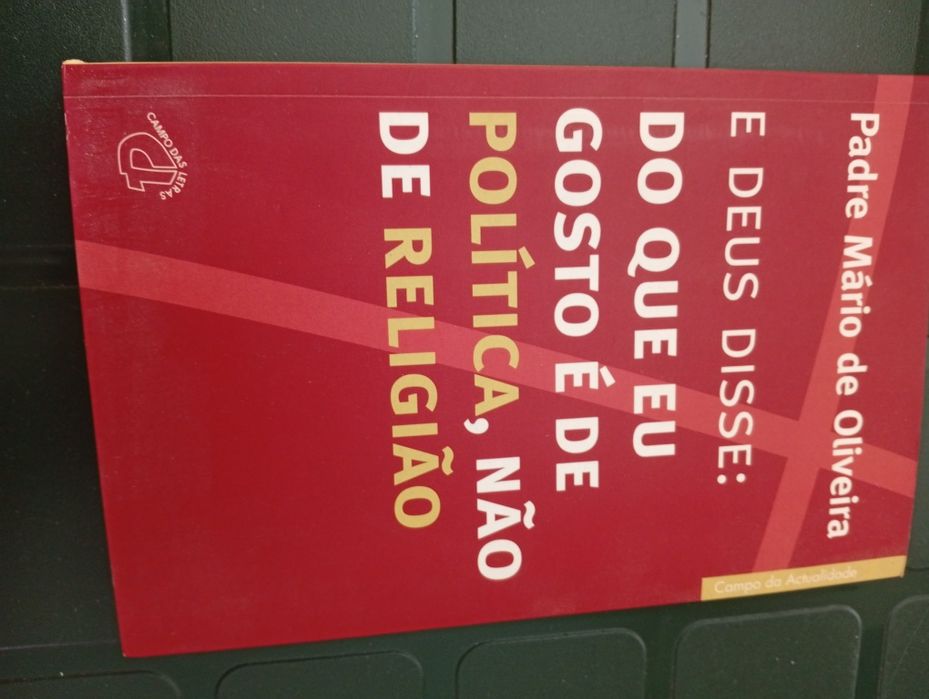 Padre Mário de Oliveira
E DEUS DISSE:
DO QUE EU
GOSTO É DE
POLÍTICA, NÃO
DE RELIGIÃO
Campo da Actualidade
CAMPO DAS LETRAS